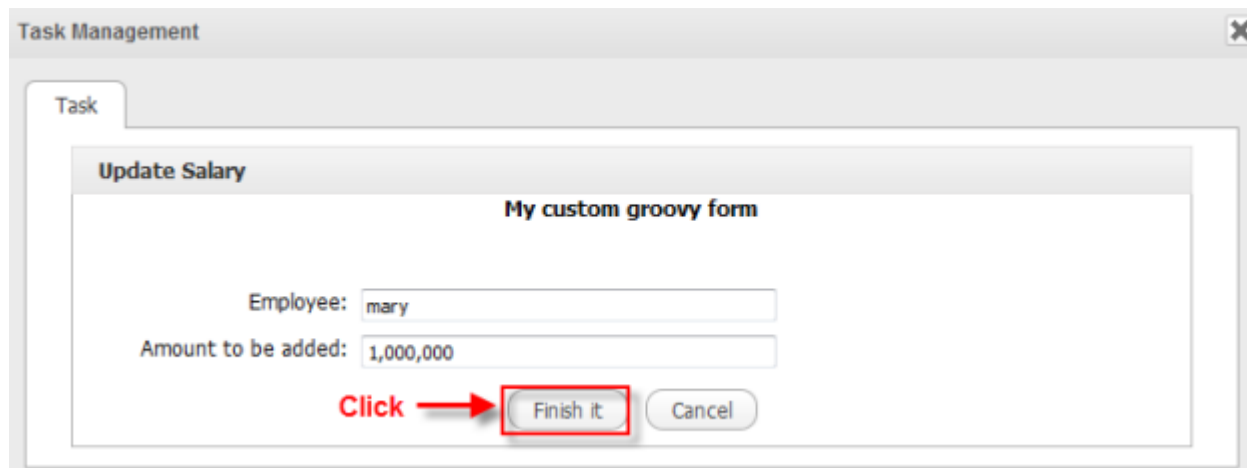 Task Management
Task
Update Salary
My custom groovy form
Employee: mary
Amount to be added: 1,000,000
Click Finish it Cancel